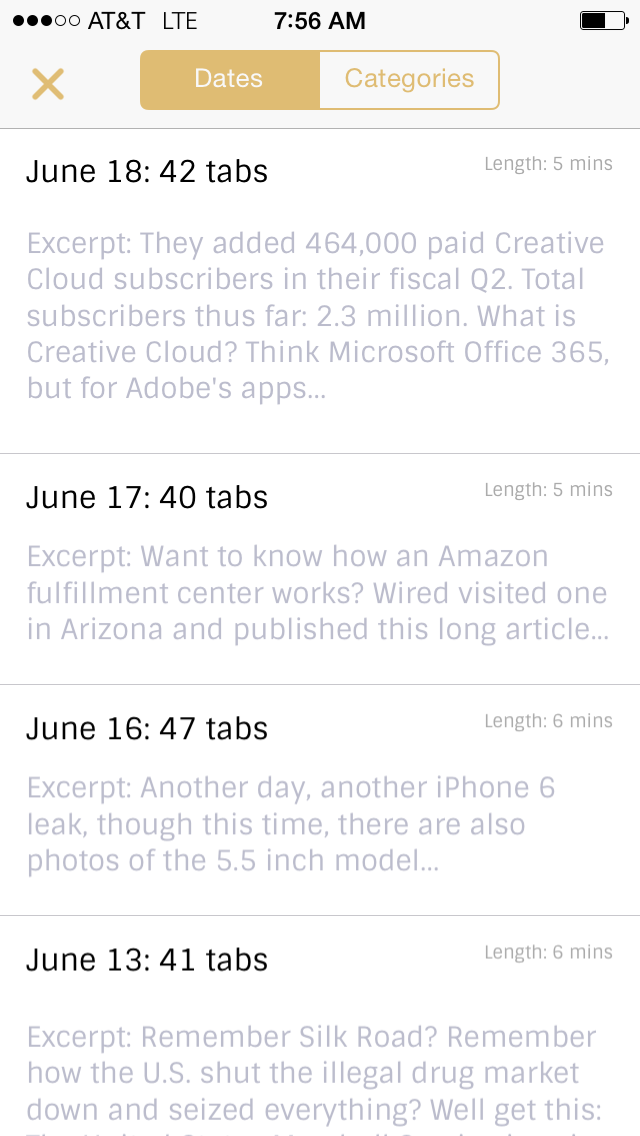 AT&T LTE 7:56 AM
Dates Categories
June 18: 42 tabs Length: 5 mins
Excerpt: They added 464,000 paid Creative
Cloud subscribers in their fiscal Q2. Total
subscribers thus far: 2.3 million. What is
Creative Cloud? Think Microsoft Office 365,
but for Adobe's apps...
June 17: 40 tabs Length: 5 mins
Excerpt: Want to know how an Amazon
fulfillment center works? Wired visited one
in Arizona and published this long article...
June 16: 47 tabs Length: 6 mins
Excerpt: Another day, another iPhone 6
leak, though this time, there are also
photos of the 5.5 inch model...
June 13: 41 tabs Length: 6 mins
Excerpt: Remember Silk Road? Remember
how the U.S. shut the illegal drug market
down and seized everything? Well get this: